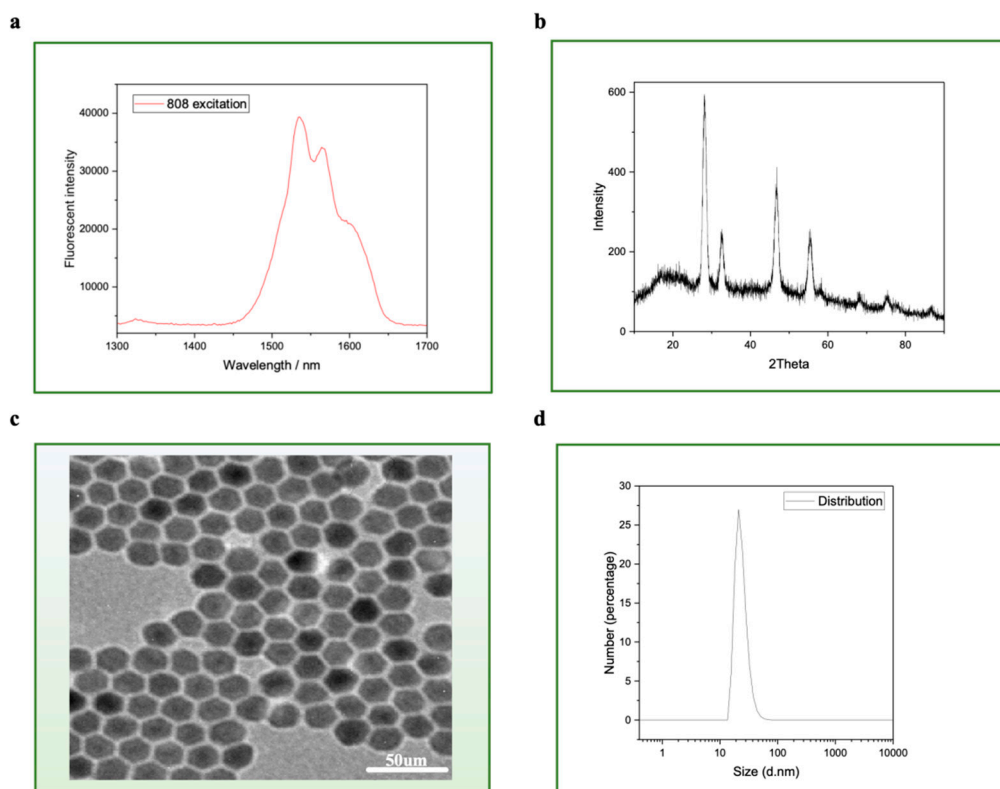 a
808 excitation
40000
30000
20000
10000
Fluorescent intensity
1300
1400
1500
1600
1700
Wavelength / nm
b
600
400
200
0
Intensity
20
40
60
80
2Theta
c
50um
d
Distribution
30
25
20
15
10
5
0
Number (percentage)
1
10
100
1000
10000
Size (d.nm)